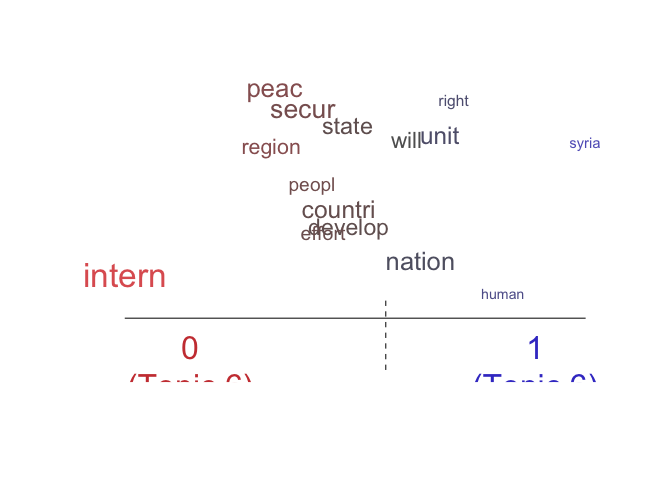 peac
right
secur
state
will
unit
region
syria
peopl
countri
develop
effort
nation
intern
human
0
1
(Topic 6)
(Topic 6)